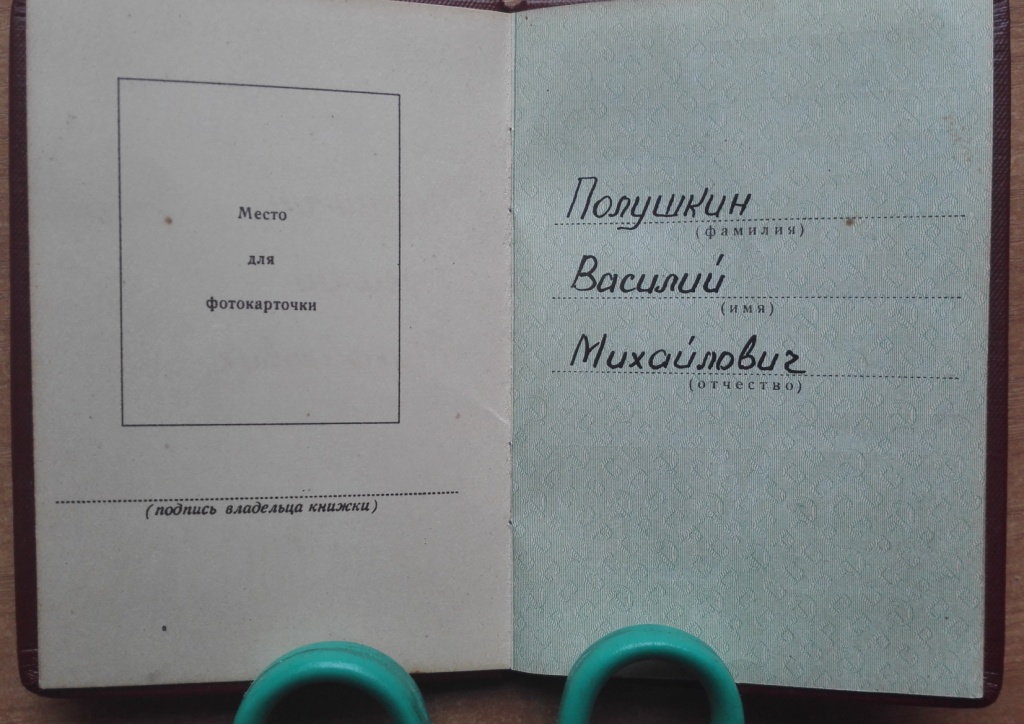 Место
для
фотокарточки
(подпись владельца книжки)
Полушкин
(фамилия)
Василий
(имя)
Михайлович
(отчество)